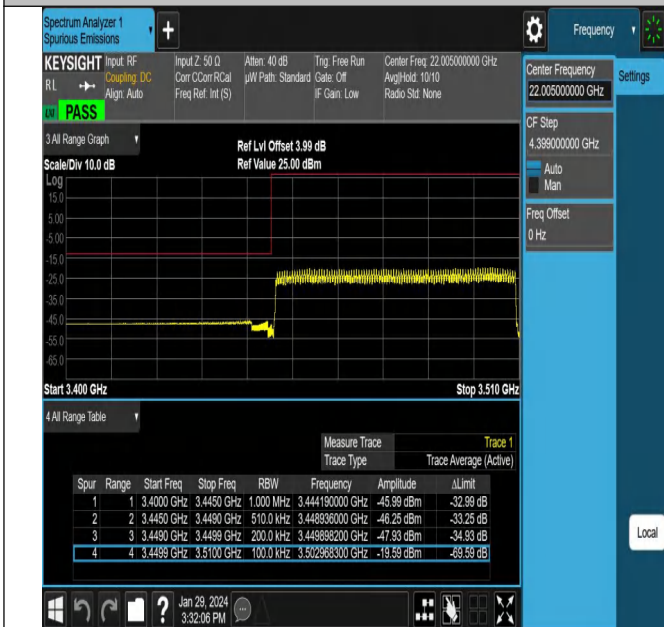 Spectrum Analyzer 1
Spurious Emissions
+
Frequency
KEYSIGHT
RL
LXI
PASS
Input: RF
Coupling: DC
Align: Auto
Input Z: 50 Ω
Corr CCorr RCal
Freq Ref: Int (S)
Atten: 40 dB
µW Path: Standard
Trig: Free Run
Gate: Off
IF Gain: Low
Center Freq: 22.005000000 GHz
Avg|Hold: 10/10
Radio Std: None
Center Frequency
22.005000000 GHz
Settings
CF Step
4.399000000 GHz
Auto
Man
Freq Offset
0 Hz
3 All Range Graph
Scale/Div 10.0 dB
Ref Lvl Offset 3.99 dB
Ref Value 25.00 dBm
Log
15.0
5.00
-5.00
-15.0
-25.0
-35.0
-45.0
-55.0
-65.0
Start 3.400 GHz
Stop 3.510 GHz
4 All Range Table
Measure Trace Trace 1
Trace Type Trace Average (Active)
Spur Range Start Freq Stop Freq RBW Frequency Amplitude ΔLimit
1 1 3.4000 GHz 3.4450 GHz 1.000 MHz 3.444190000 GHz -45.99 dBm -32.99 dB
2 2 3.4450 GHz 3.4490 GHz 510.0 kHz 3.448936000 GHz -46.25 dBm -33.25 dB
3 3 3.4490 GHz 3.4499 GHz 200.0 kHz 3.449898200 GHz -47.93 dBm -34.93 dB
4 4 3.4499 GHz 3.5100 GHz 100.0 kHz 3.502968300 GHz -19.59 dBm -69.59 dB
Local
?
Jan 29, 2024
3:32:06 PM